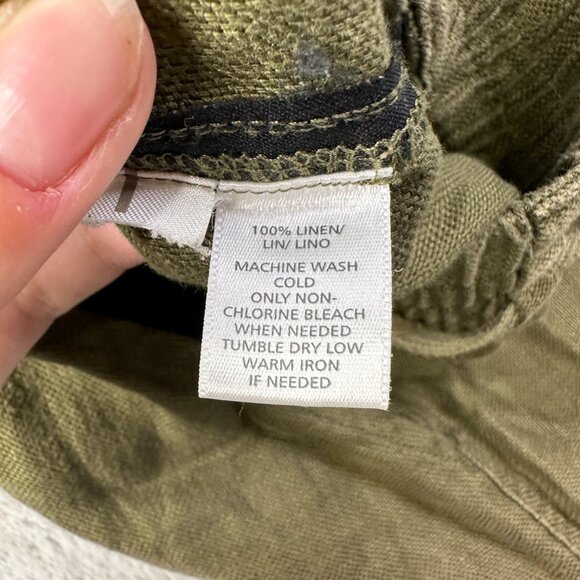 100% LINEN/
LIN/ LINO
MACHINE WASH
COLD
ONLY NON-
CHLORINE BLEACH
WHEN NEEDED
TUMBLE DRY LOW
WARM IRON
IF NEEDED